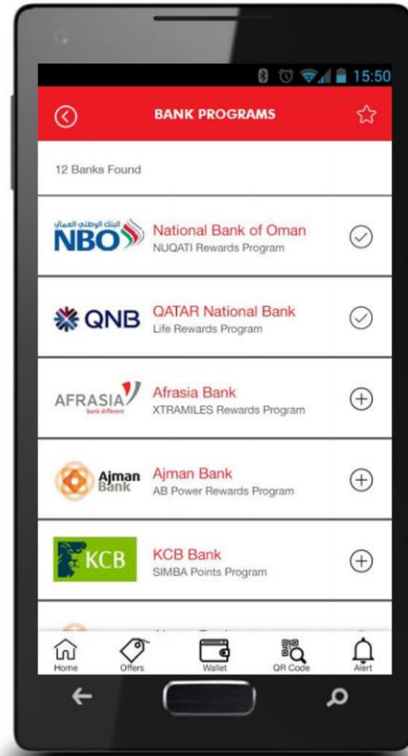 15:50
BANK PROGRAMS
12 Banks Found
البنك الوطني العماني
NBO
National Bank of Oman
NUQATI Rewards Program
QNB
QATAR National Bank
Life Rewards Program
AFRASIA
bank different
Afrasia Bank
XTRAMILES Rewards Program
Ajman
Bank
Ajman Bank
AB Power Rewards Program
KCB
KCB Bank
SIMBA Points Program
Home
Offers
Wallet
QR Code
Alert